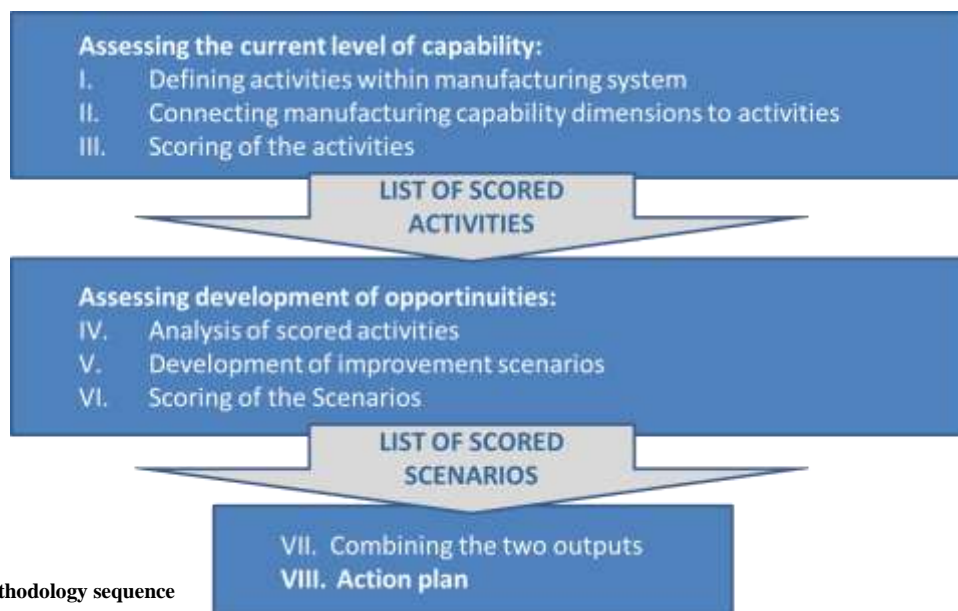 Assessing the current level of capability:
I. Defining activities within manufacturing system
II. Connecting manufacturing capability dimensions to activities
III. Scoring of the activities
LIST OF SCORED
ACTIVITIES
Assessing development of opportinuities:
IV. Analysis of scored activities
V. Development of improvement scenarios
VI. Scoring of the Scenarios
LIST OF SCORED
SCENARIOS
VII. Combining the two outputs
VIII. Action plan
thodology sequence